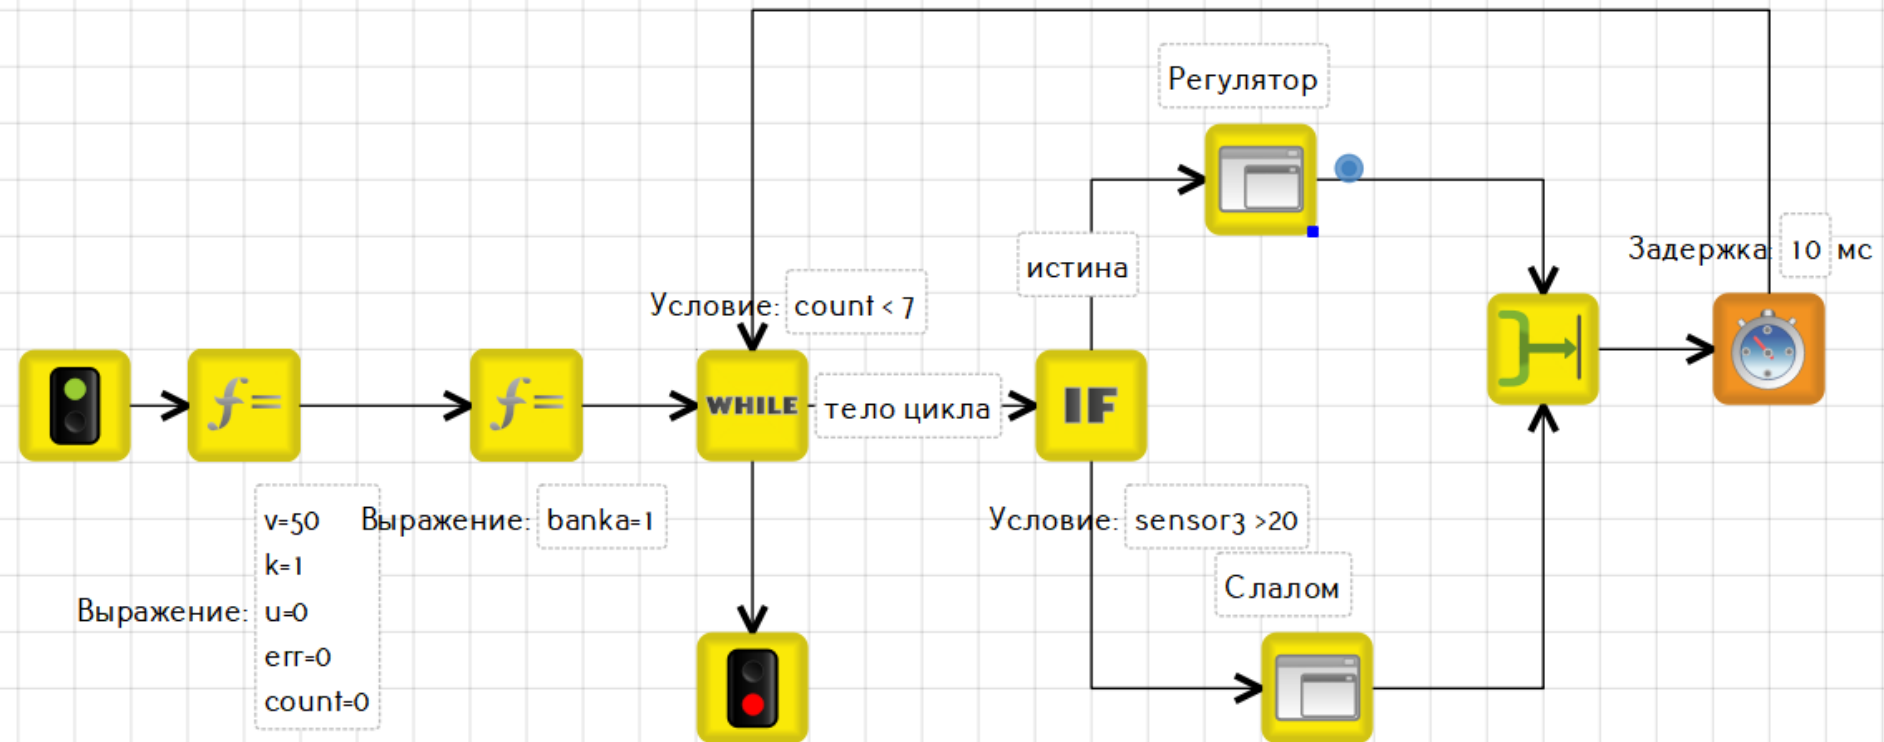 Регулятор
истина
Задержка: 10 мс
Условие: count < 7
WHILE
тело цикла
IF
f=
f=
v=50
k=1
Выражение: u=0
err=0
count=0
Выражение: banka=1
Условие: sensor3 >20
Слалом